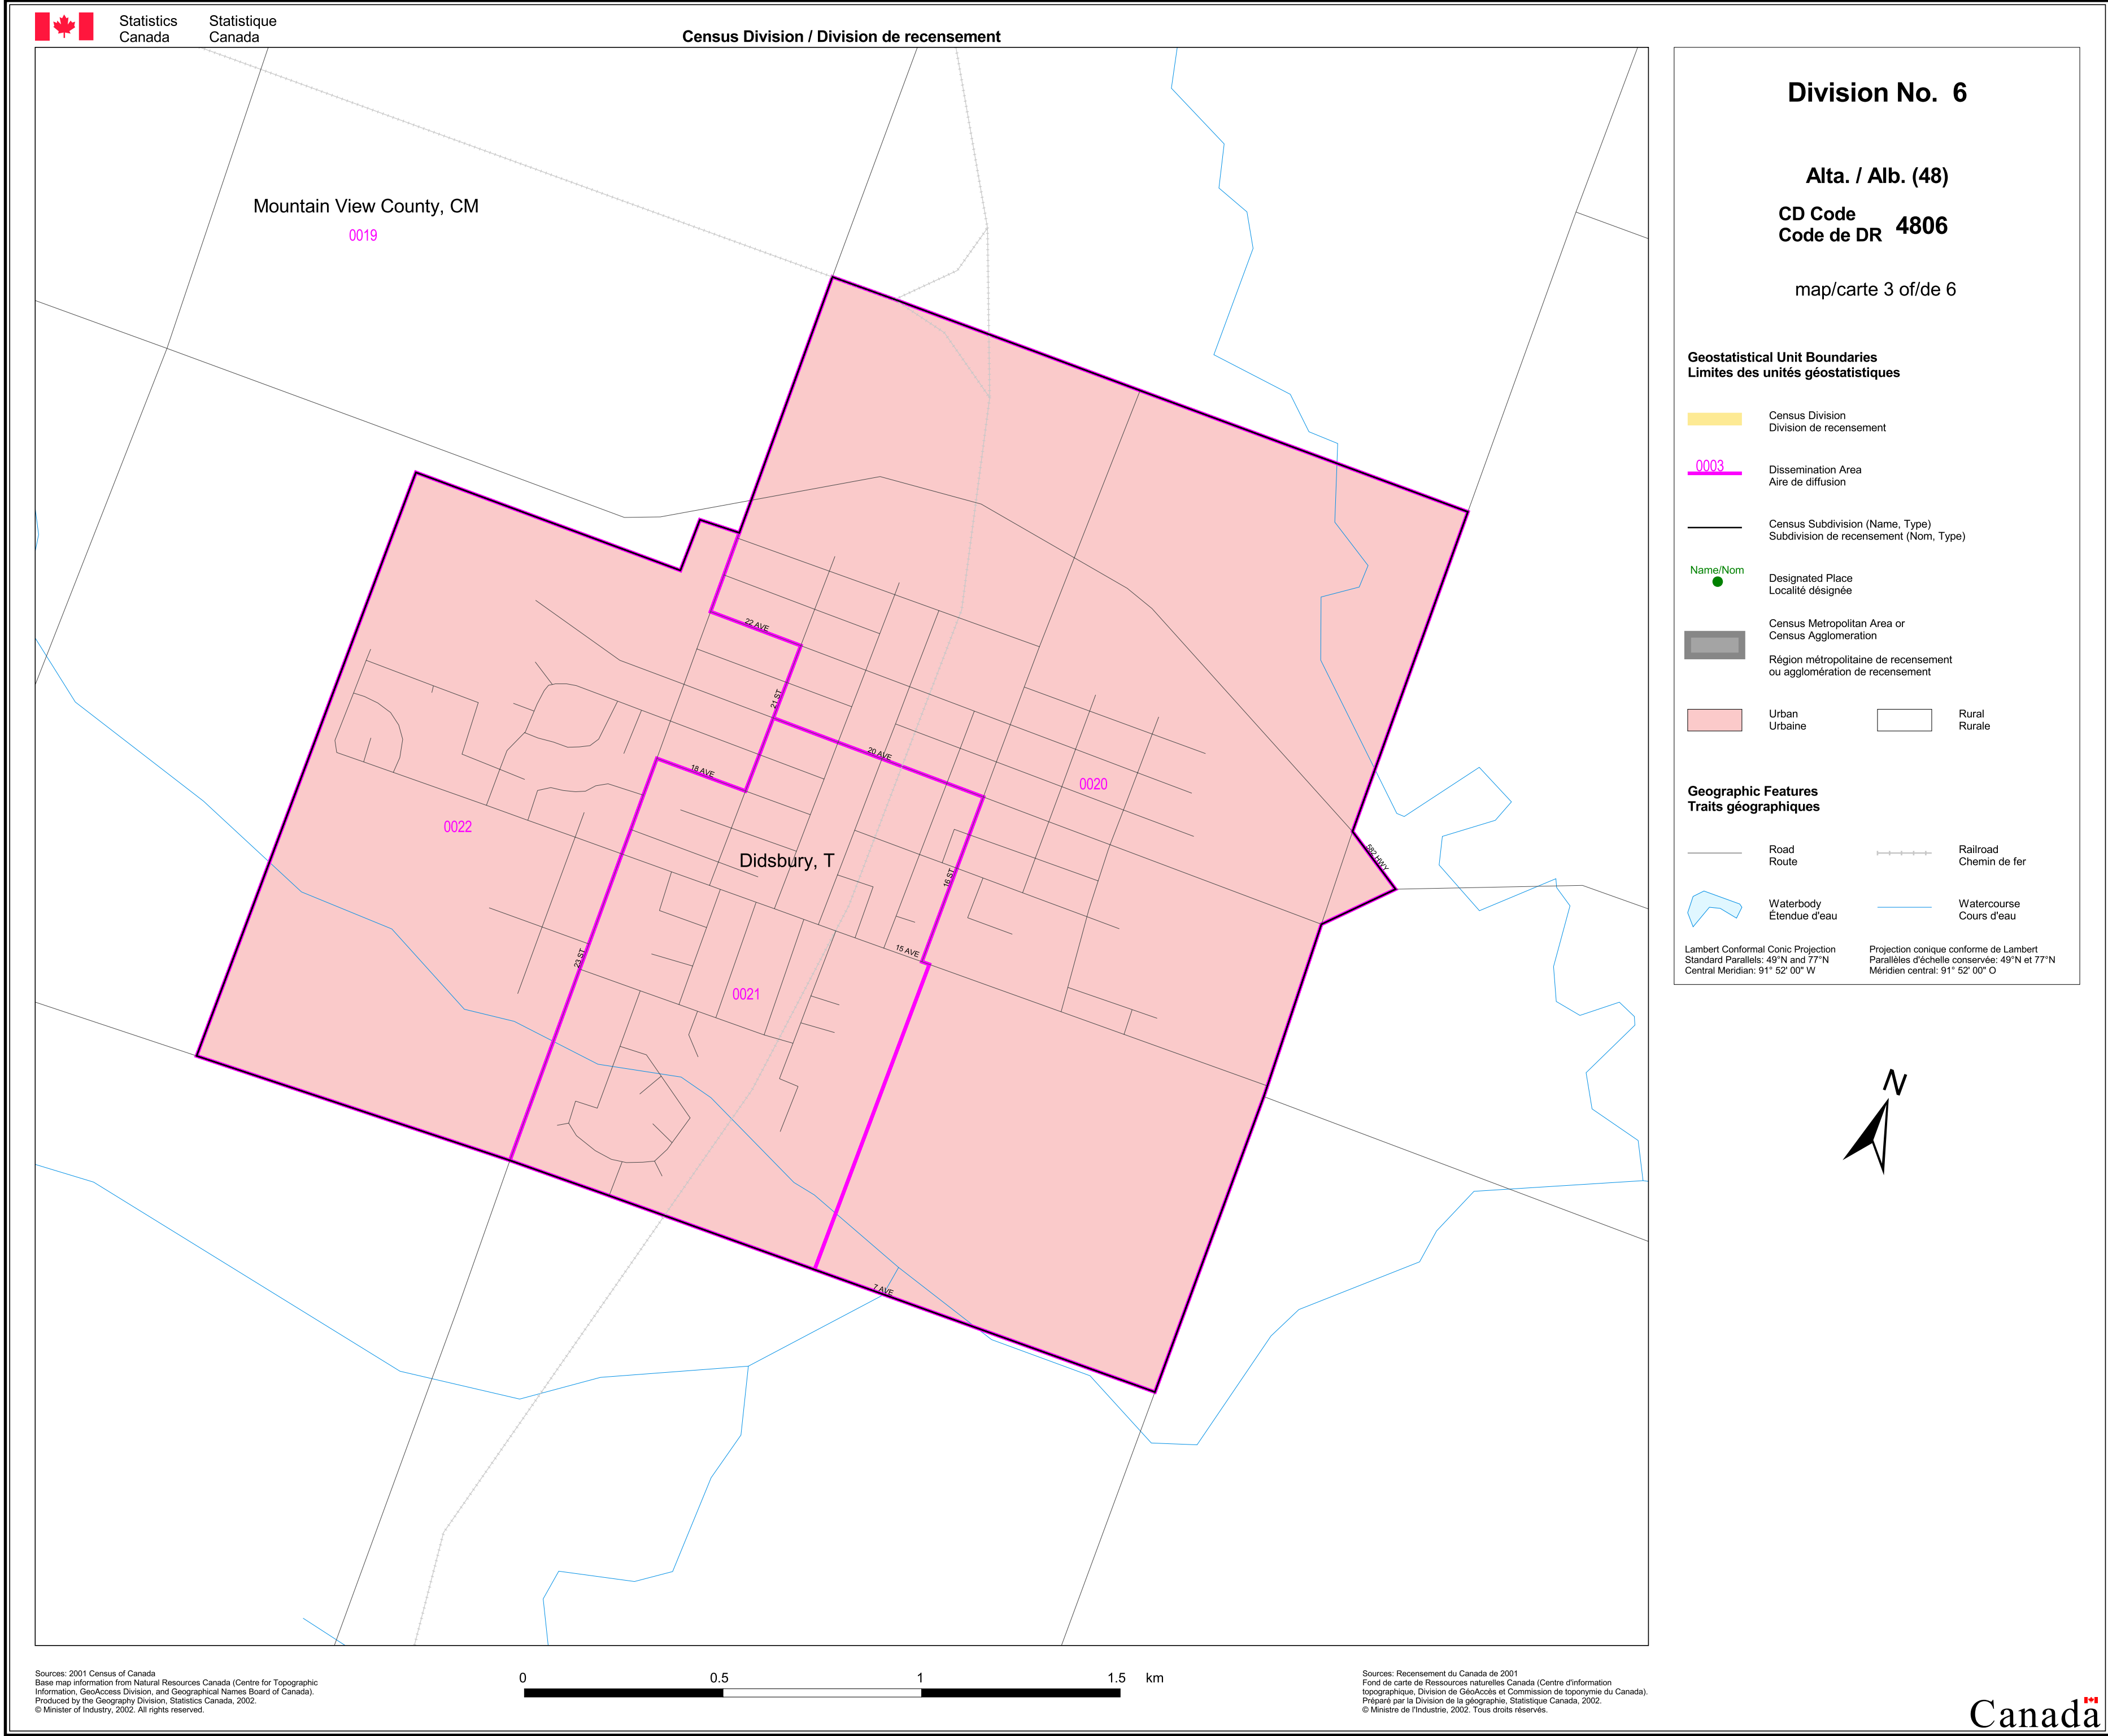 Statistics
Canada
Statistique
Canada
Census Division / Division de recensement
Mountain View County, CM
0019
22 AVE
21 ST
20 AVE
18 AVE
0020
0022
Didsbury, T
582 HWY
16 ST
15 AVE
23 ST
0021
7 AVE
Division No. 6
Alta. / Alb. (48)
CD Code
Code de DR
4806
map/carte 3 of/de 6
Geostatistical Unit Boundaries
Limites des unités géostatistiques
Census Division
Division de recensement
0003
Dissemination Area
Aire de diffusion
Census Subdivision (Name, Type)
Subdivision de recensement (Nom, Type)
Name/Nom
Designated Place
Localité désignée
Census Metropolitan Area or
Census Agglomeration
Région métropolitaine de recensement
ou agglomération de recensement
Urban
Urbaine
Rural
Rurale
Geographic Features
Traits géographiques
Road
Route
Railroad
Chemin de fer
Waterbody
Étendue d'eau
Watercourse
Cours d'eau
Lambert Conformal Conic Projection
Standard Parallels: 49°N and 77°N
Central Meridian: 91° 52' 00" W
Projection conique conforme de Lambert
Parallèles d'échelle conservée: 49°N et 77°N
Méridien central: 91° 52' 00" O
N
Sources: 2001 Census of Canada
Base map information from Natural Resources Canada (Centre for Topographic
Information, GeoAccess Division, and Geographical Names Board of Canada).
Produced by the Geography Division, Statistics Canada, 2002.
© Minister of Industry, 2002. All rights reserved.
0 0.5 1 1.5 km
Sources: Recensement du Canada de 2001
Fond de carte de Ressources naturelles Canada (Centre d'information
topographique, Division de GéoAccès et Commission de toponymie du Canada).
Préparé par la Division de la géographie, Statistique Canada, 2002.
© Ministre de l'Industrie, 2002. Tous droits réservés.
Canada